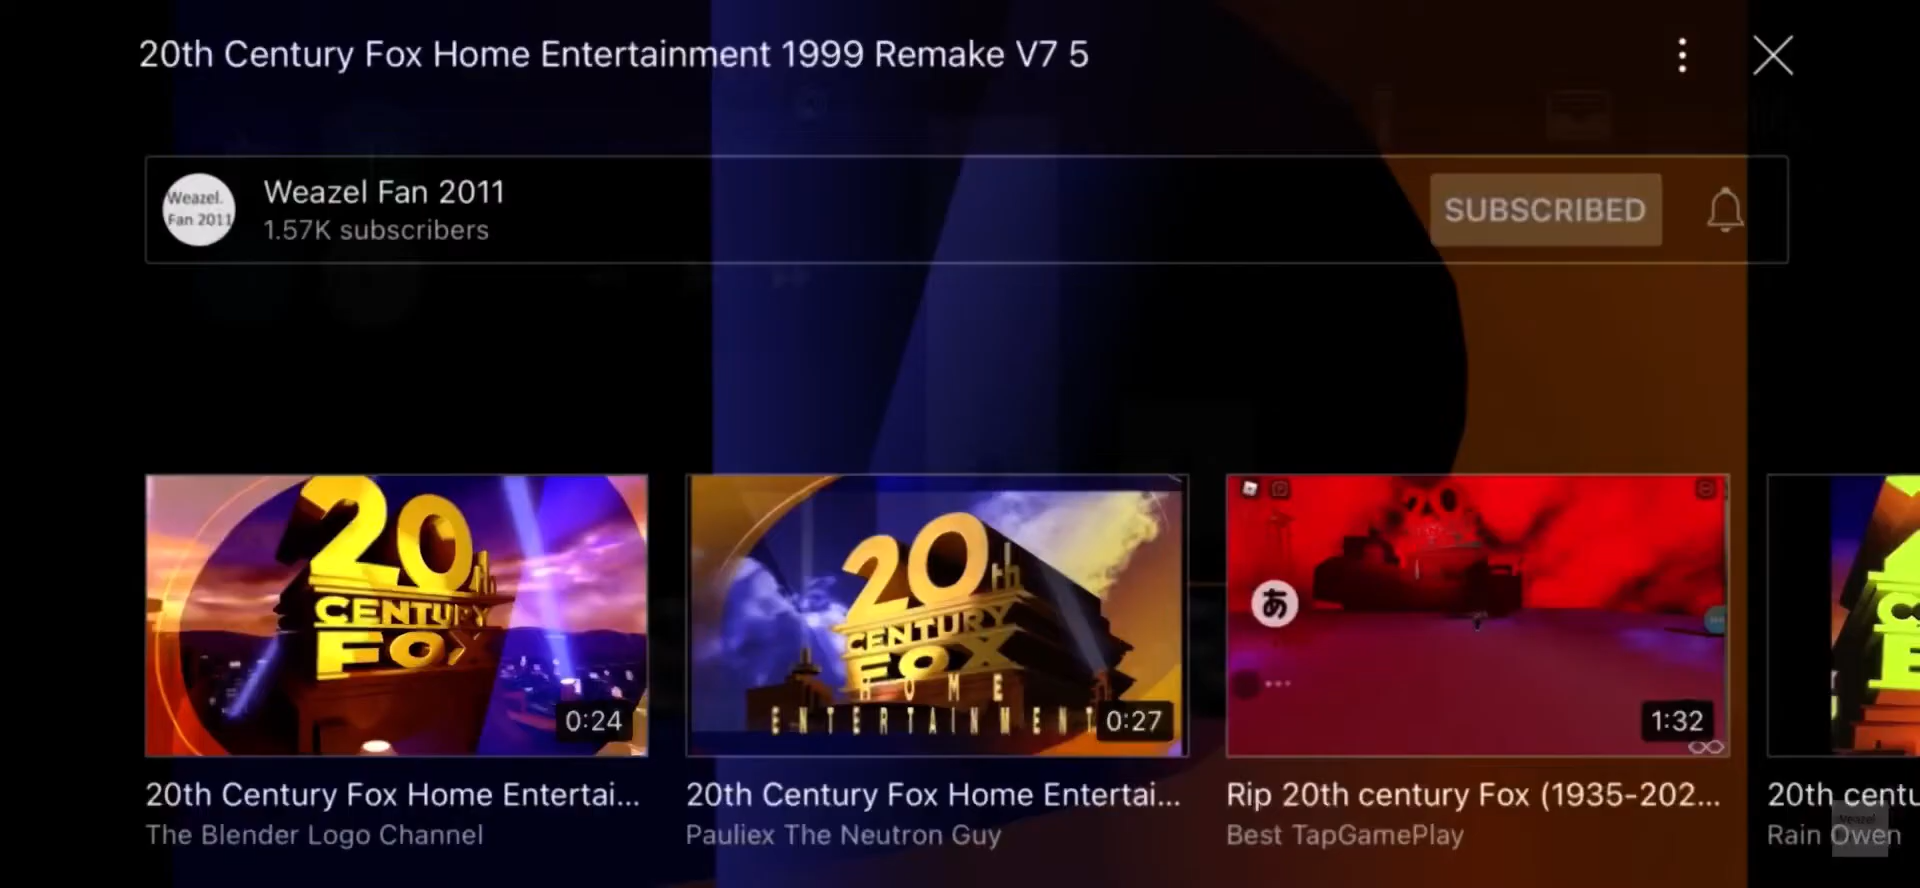 20th Century Fox Home Entertainment 1999 Remake V7 5
Weazel.
Fan 2011
Weazel Fan 2011
1.57K subscribers
SUBSCRIBED
20th
CENTURY
FOX
0:24
20th
CENTURY
FOX
HOME
ENTERTAINMENT
0:27
あ
1:32
20th Century Fox Home Entertai...
20th Century Fox Home Entertai...
Rip 20th century Fox (1935-202...
20th centu
The Blender Logo Channel
Pauliex The Neutron Guy
Best TapGamePlay
Rain Owen